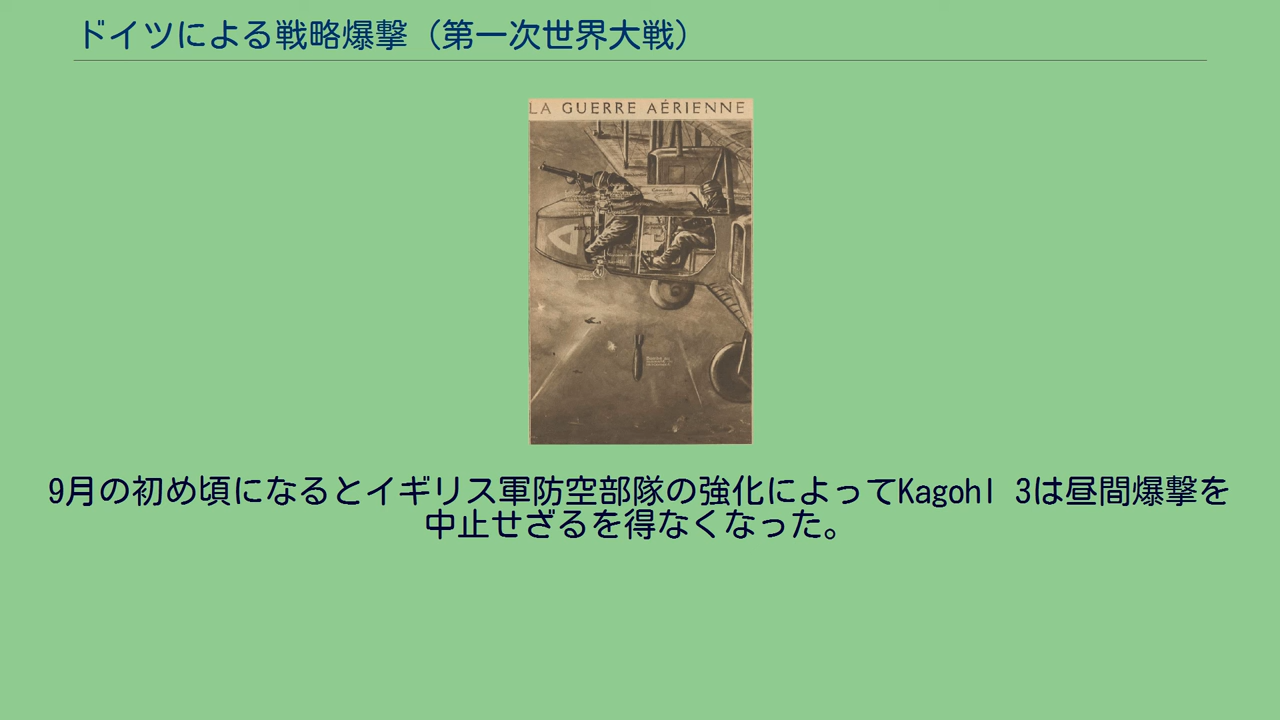 ドイツによる戦略爆撃（第一次世界大戦）
LA GUERRE AÉRIENNE
9月の初め頃になるとイギリス軍防空部隊の強化によってKagohl 3は昼間爆撃を
中止せざるを得なくなった。